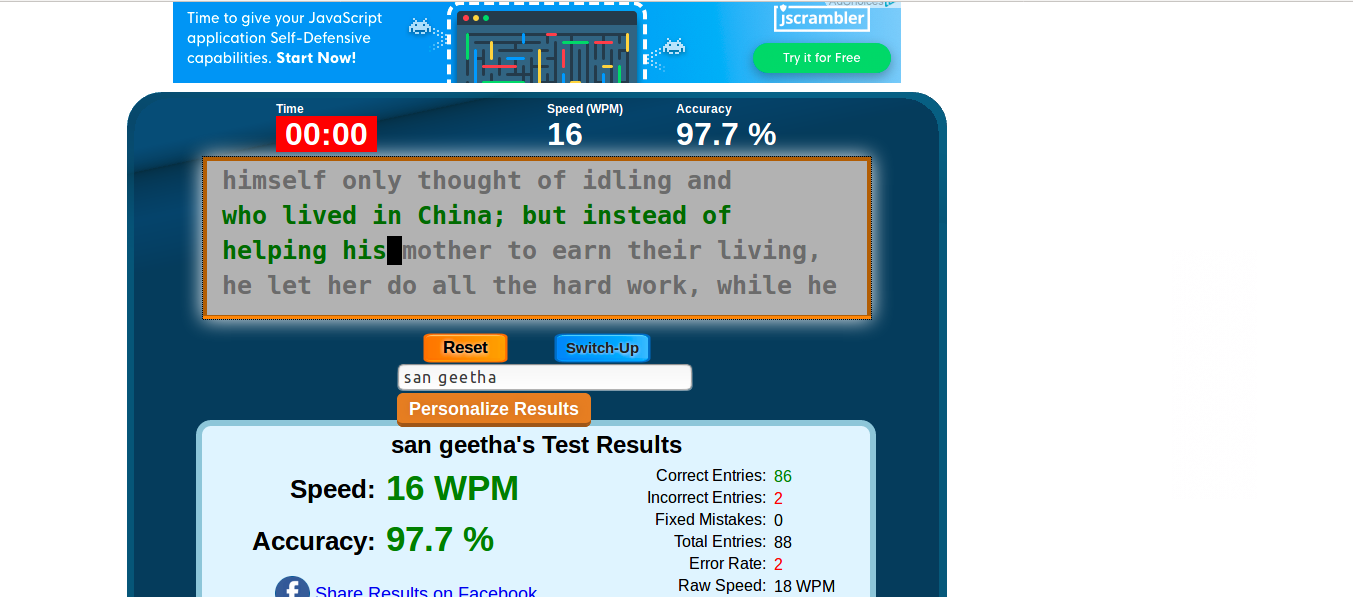 Time to give your JavaScript
application Self-Defensive
capabilities. Start Now!
AdChoices
jscrambler
Try it for Free
Time
Speed (WPM)
Accuracy
00:00
16
97.7 %
himself only thought of idling and
who lived in China; but instead of
helping his mother to earn their living,
he let her do all the hard work, while he
Reset
Switch-Up
san geetha
Personalize Results
san geetha's Test Results
Speed: 16 WPM
Accuracy: 97.7 %
Share Results on Facebook
Correct Entries: 86
Incorrect Entries: 2
Fixed Mistakes: 0
Total Entries: 88
Error Rate: 2
Raw Speed: 18 WPM